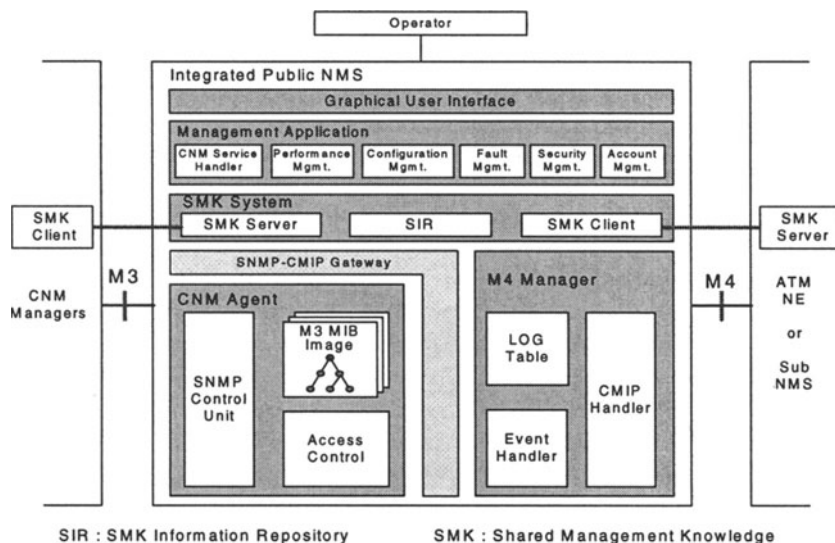 Operator
Integrated Public NMS
Graphical User Interface
Management Application
CNM Service
Handler
Performance
Mgmt.
Configuration
Mgmt.
Fault
Mgmt.
Security
Mgmt.
Account
Mgmt.
SMK System
SMK
Client
SMK Server
SIR
SMK Client
SMK
Server
SNMP-CMIP Gateway
M3
CNM
Managers
CNM Agent
SNMP
Control
Unit
M3 MIB
Image
Access
Control
M4 Manager
LOG
Table
Event
Handler
CMIP
Handler
M4
ATM
NE
or
Sub
NMS
SIR : SMK Information Repository
SMK : Shared Management Knowledge